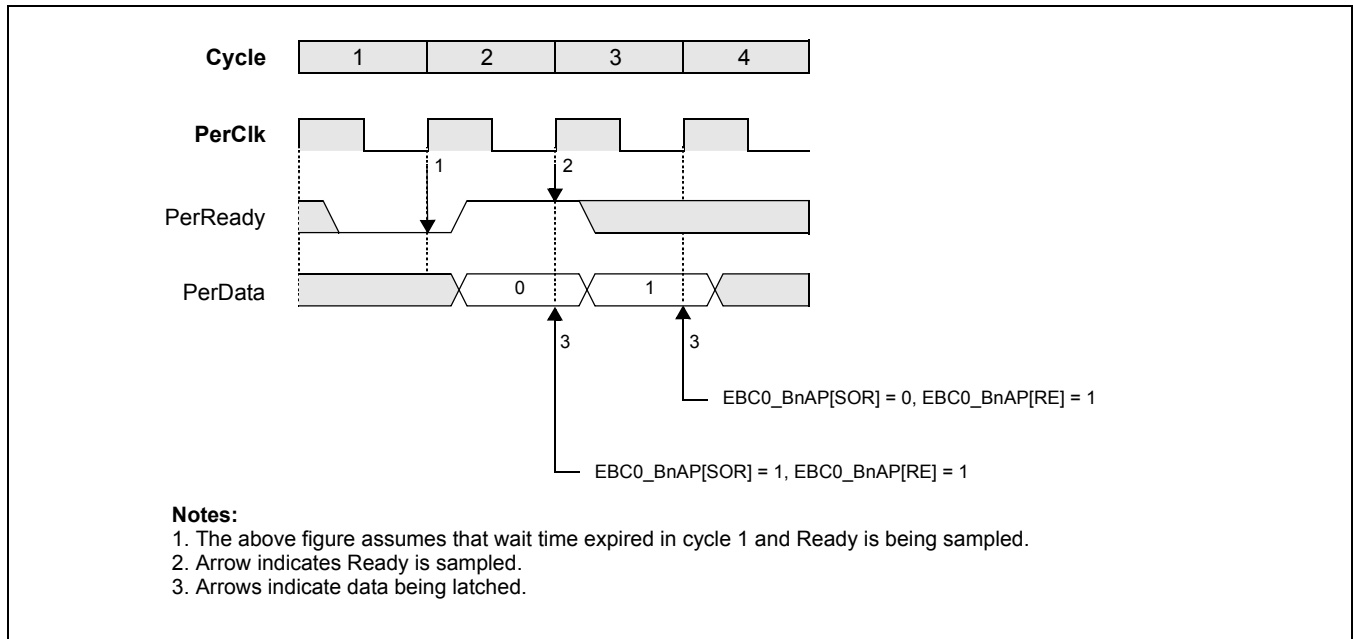 Cycle 1 2 3 4
PerClk
1 2
PerReady
PerData 0 1
3 3
EBC0_BnAP[SOR] = 0, EBC0_BnAP[RE] = 1
EBC0_BnAP[SOR] = 1, EBC0_BnAP[RE] = 1
Notes:
1. The above figure assumes that wait time expired in cycle 1 and Ready is being sampled.
2. Arrow indicates Ready is sampled.
3. Arrows indicate data being latched.